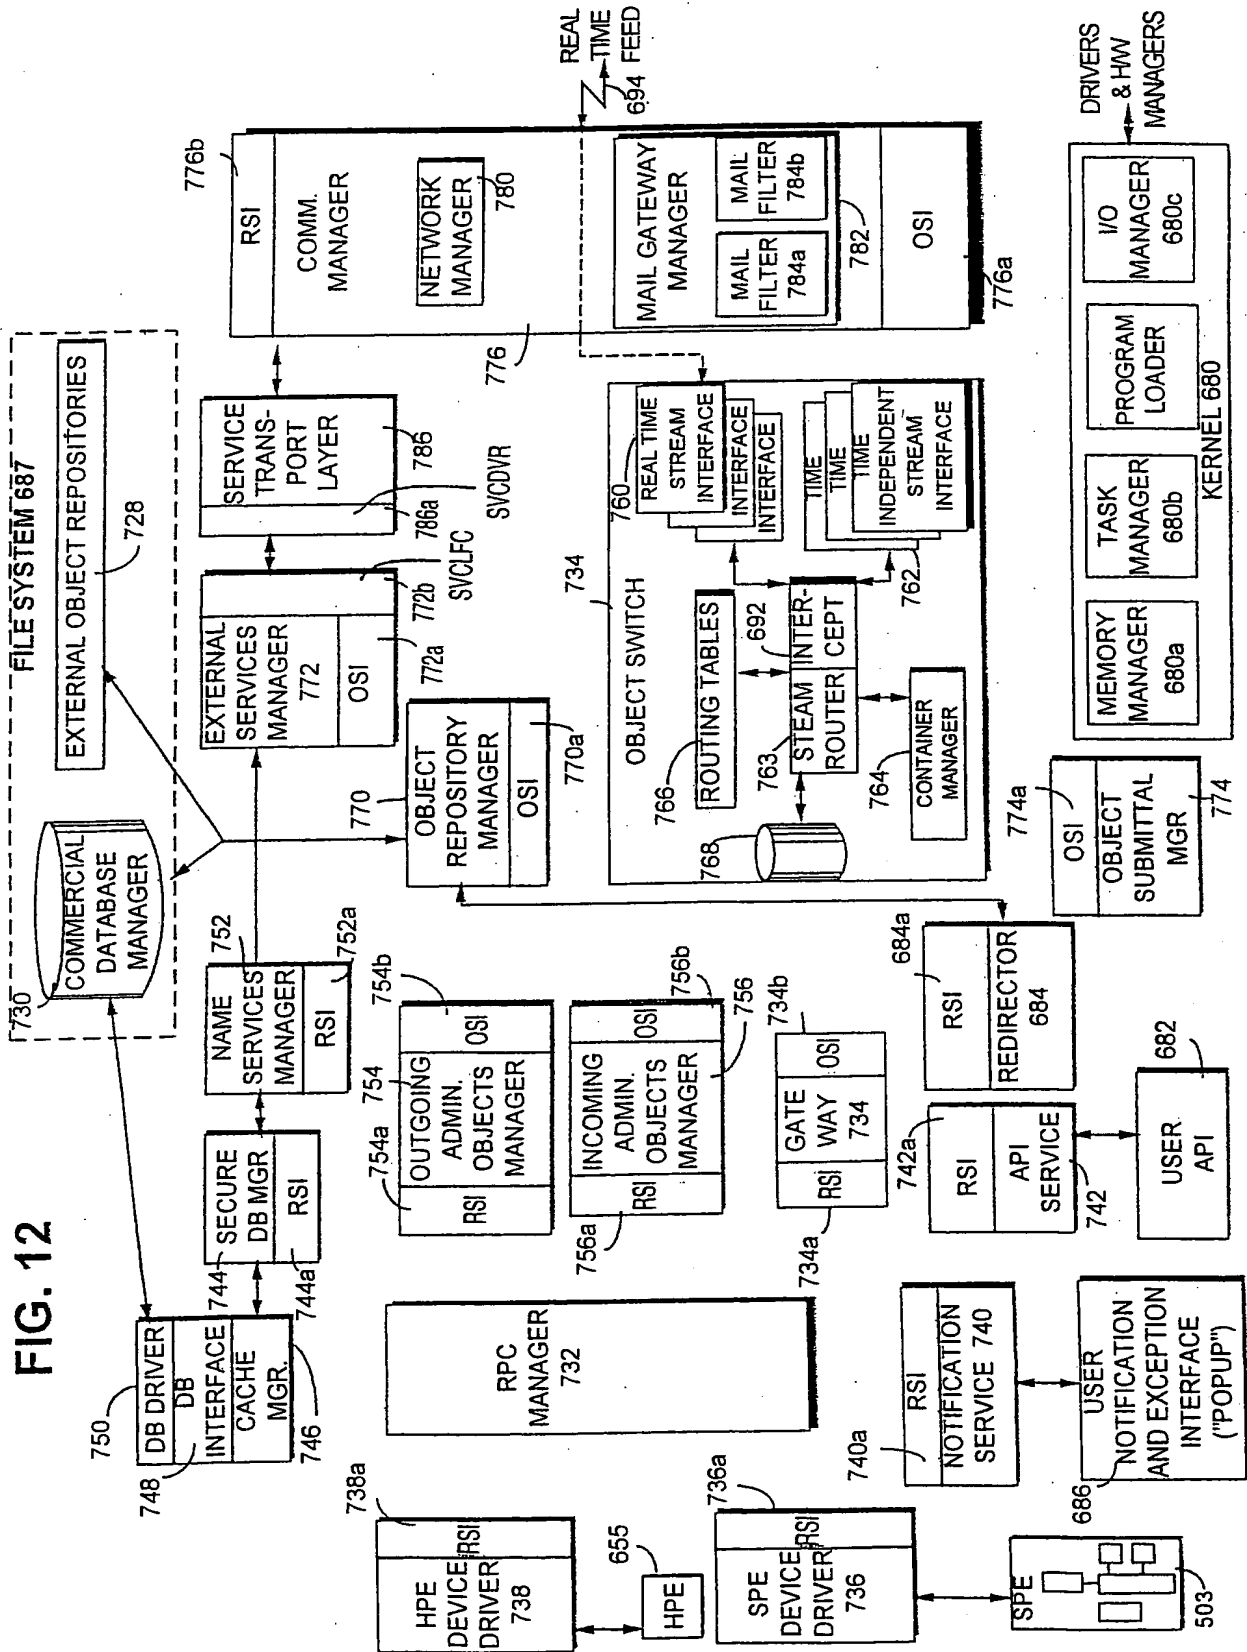 FIG. 12
FILE SYSTEM 687
730
COMMERCIAL
DATABASE
MANAGER
EXTERNAL OBJECT REPOSITORIES
728
750
DB DRIVER
DB
INTERFACE
748
CACHE
MGR.
746
744
SECURE
DB MGR
RSI
744a
NAME
SERVICES
MANAGER
752
RSI
752a
EXTERNAL
SERVICES
MANAGER
772
OSI
772a
772b
SVCLFC
SERVICE
TRANS-
PORT
LAYER
786
786a
SVCDVR
776b
RSI
COMM.
MANAGER
NETWORK
MANAGER
780
776
REAL
TIME
FEED
694
MAIL GATEWAY
MANAGER
MAIL
FILTER
784a
MAIL
FILTER
784b
782
OSI
776a
738a
HPE
DEVICE
DRIVER
738
RSI
655
HPE
736a
SPE
DEVICE
DRIVER
736
RSI
SPE
503
RPC
MANAGER
732
754a
754
754b
RSI
OUTGOING
ADMIN.
OBJECTS
MANAGER
OSI
756a
RSI
INCOMING
ADMIN.
OBJECTS
MANAGER
OSI
756b
756
734a
RSI
GATE
WAY
734
OSI
734b
770
OBJECT
REPOSITORY
MANAGER
OSI
770a
734
OBJECT SWITCH
760
REAL TIME
STREAM
INTERFACE
INTERFACE
INTERFACE
766
ROUTING TABLES
692
763
STEAM
ROUTER
INTER-
CEPT
TIME
TIME
TIME
INDEPENDENT
STREAM
INTERFACE
762
768
764
CONTAINER
MANAGER
740a
RSI
NOTIFICATION
SERVICE 740
686
USER
NOTIFICATION
AND EXCEPTION
INTERFACE
("POPUP")
742a
RSI
API
SERVICE
742
USER
API
682
684a
RSI
REDIRECTOR
684
774a
OSI
OBJECT
SUBMITTAL
MGR
774
MEMORY
MANAGER
680a
TASK
MANAGER
680b
PROGRAM
LOADER
I/O
MANAGER
680c
KERNEL 680
DRIVERS
& H/W
MANAGERS